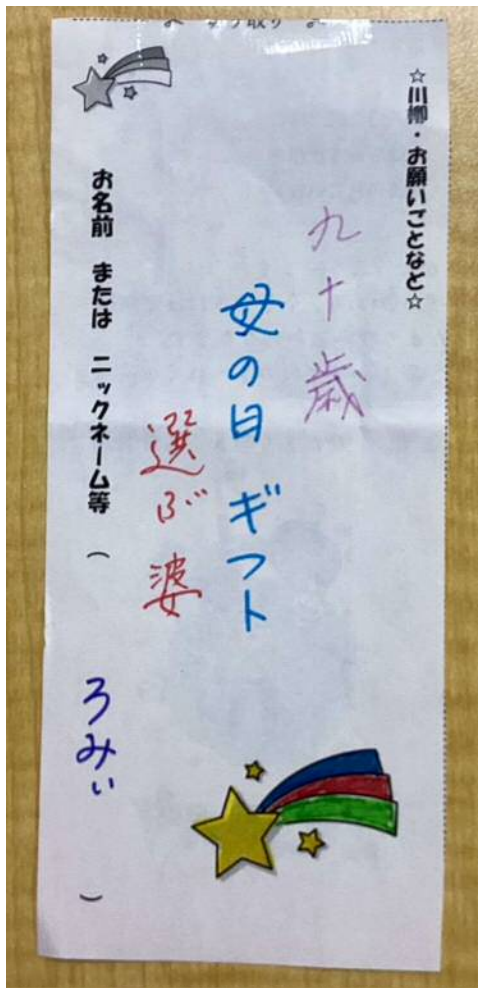 ☆川柳・お願いごとなど☆
九十歳
母の日ギフト
選ぶ婆
お名前 または ニックネーム等 ( ろみぃ )